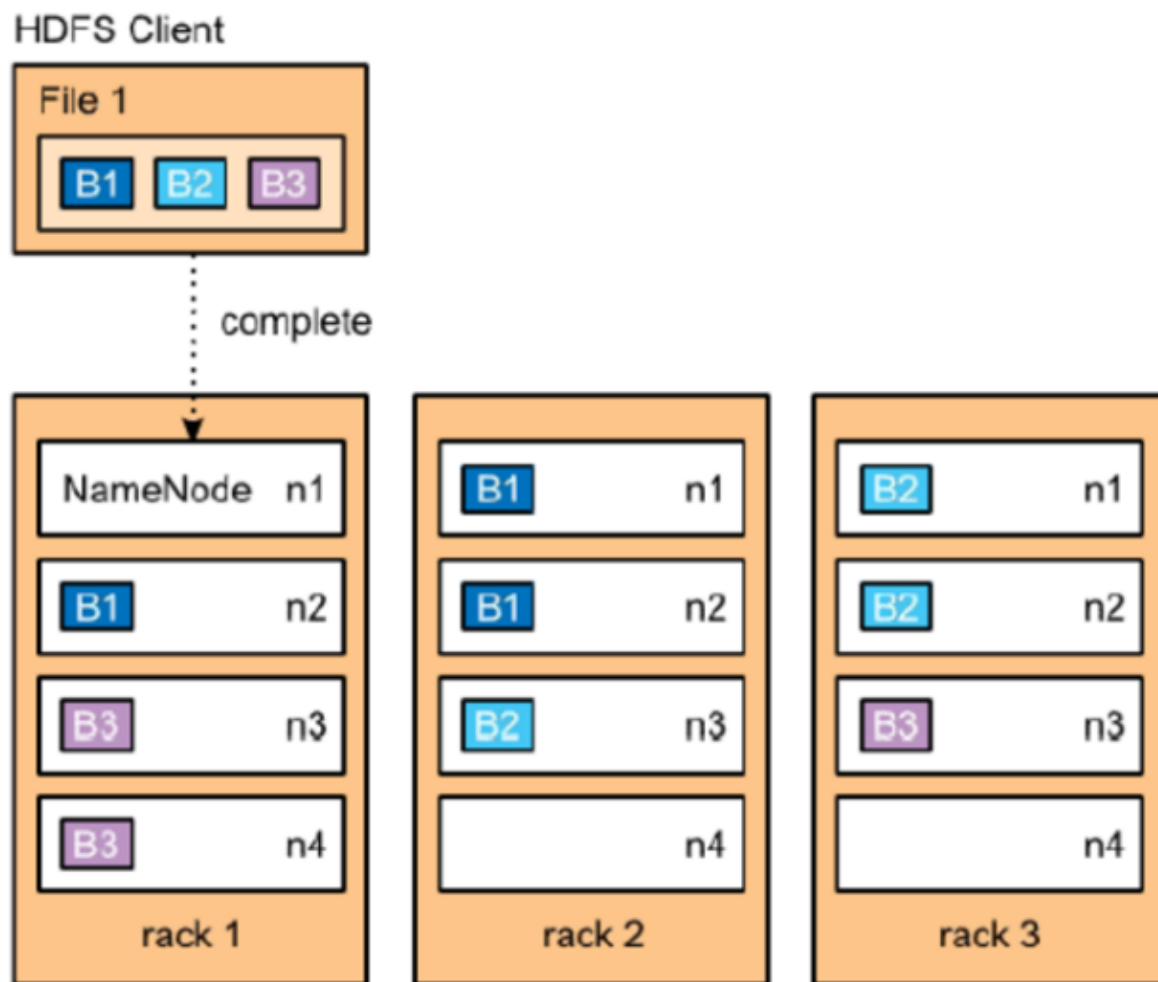 HDFS Client
File 1
B1 B2 B3
complete
NameNode n1
B1 n2
B3 n3
B3 n4
rack 1
B1 n1
B1 n2
B2 n3
n4
rack 2
B2 n1
B2 n2
B3 n3
n4
rack 3